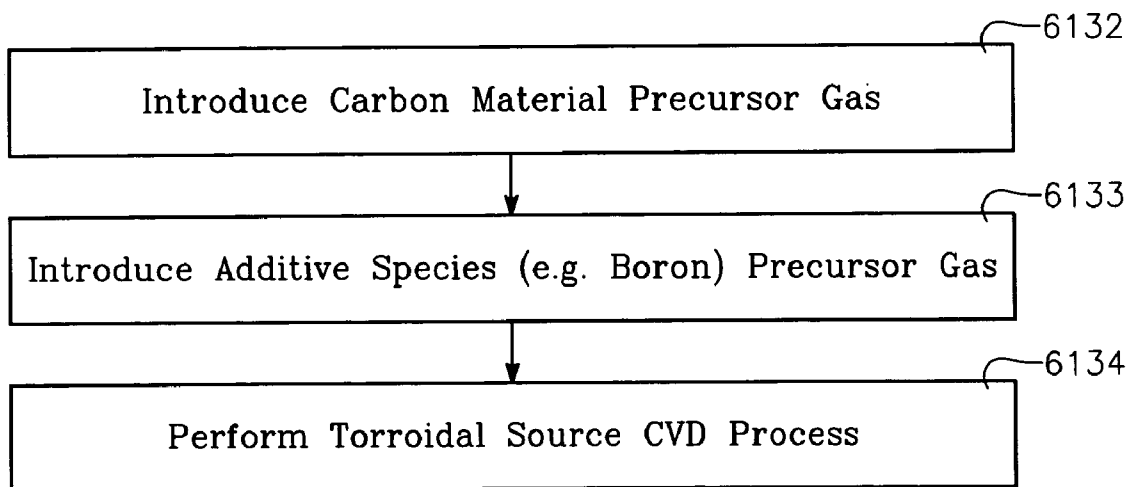 6132
Introduce Carbon Material Precursor Gas
6133
Introduce Additive Species (e.g. Boron) Precursor Gas
6134
Perform Torroidal Source CVD Process